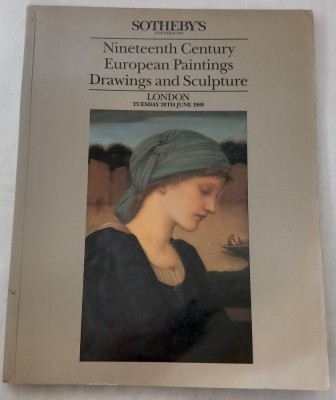 SOTHEBY'S
Nineteenth Century
European Paintings
Drawings and Sculpture
LONDON
TUESDAY 20TH JUNE 1989